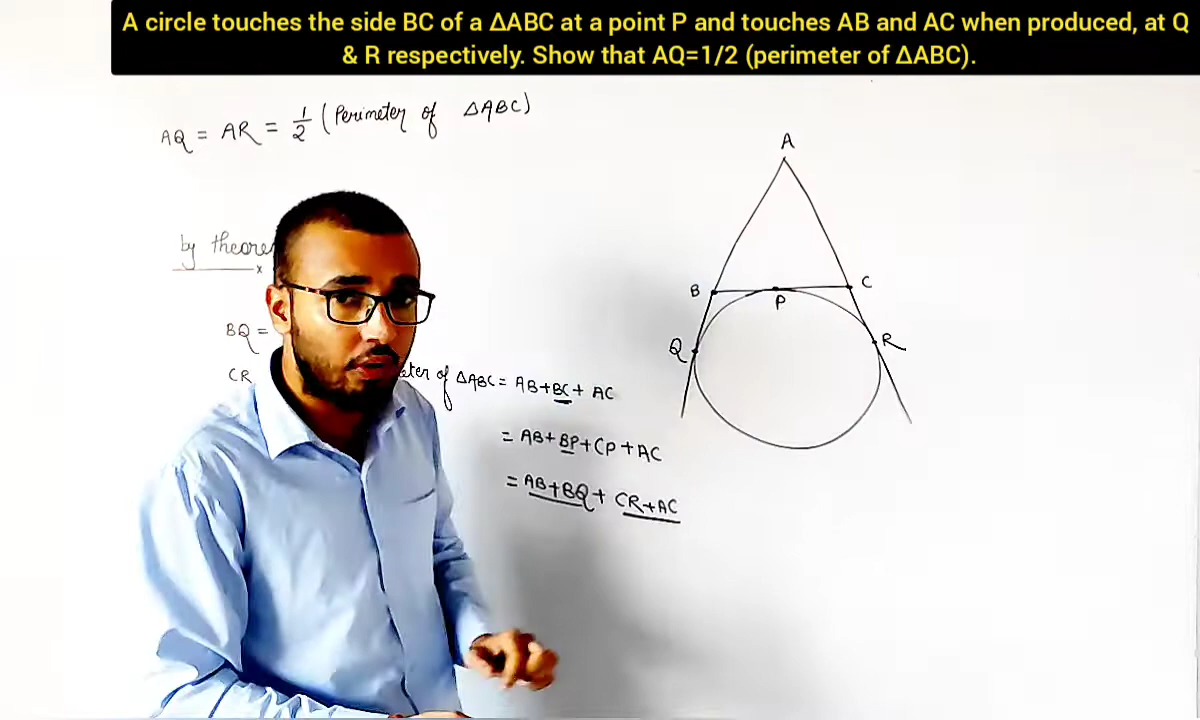 A circle touches the side BC of a ΔABC at a point P and touches AB and AC when produced, at Q
& R respectively. Show that AQ=1/2 (perimeter of ΔABC).
AQ = AR = 1/2 (Perimeter of ΔABC)
by
BQ =
CR
of ΔABC = AB+BC+ AC
= AB+BP+CP+AC
= AB+BQ+ CR+AC
A
B
C
P
Q
R